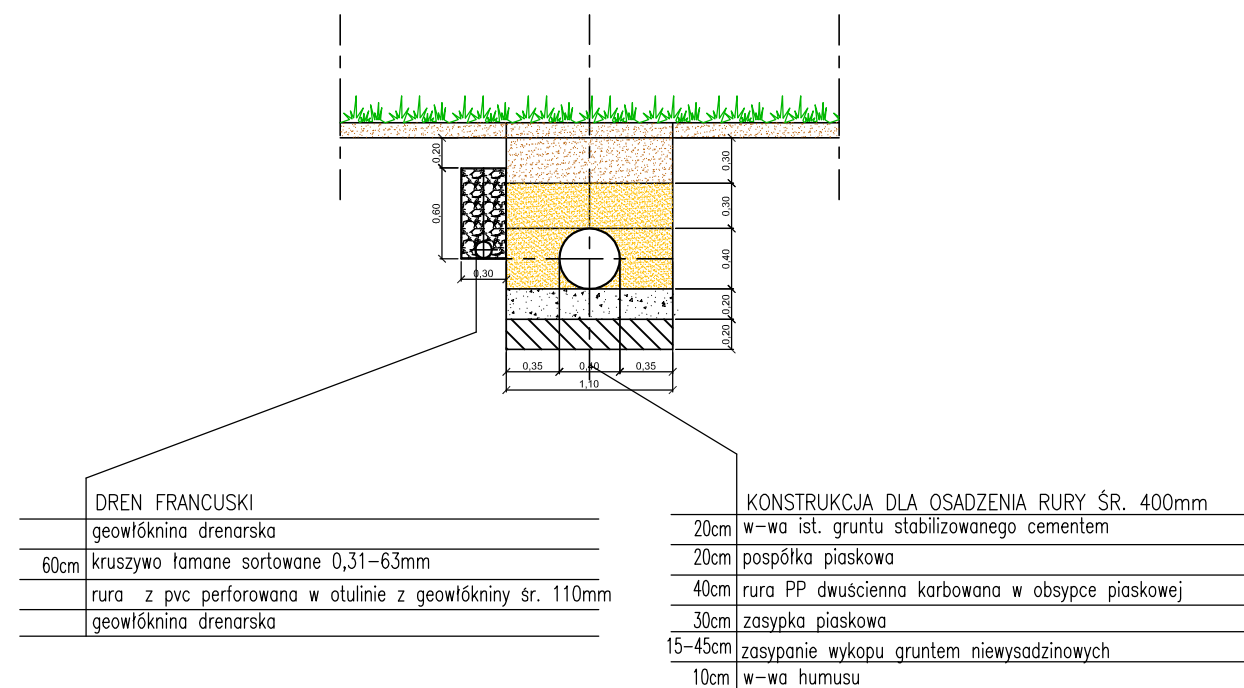 0,20
0,60
0,30
0,30
0,30
0,40
0,20
0,20
0,35
0,40
0,35
1,10
DREN FRANCUSKI
geowłóknina drenarska
60cm kruszywo łamane sortowane 0,31-63mm
rura z pvc perforowana w otulinie z geowłókniny śr. 110mm
geowłóknina drenarska
KONSTRUKCJA DLA OSADZENIA RURY ŚR. 400mm
20cm w-wa ist. gruntu stabilizowanego cementem
20cm pospółka piaskowa
40cm rura PP dwuścienna karbowana w obsypce piaskowej
30cm zasypka piaskowa
15-45cm zasypanie wykopu gruntem niewysadzinowych
10cm w-wa humusu